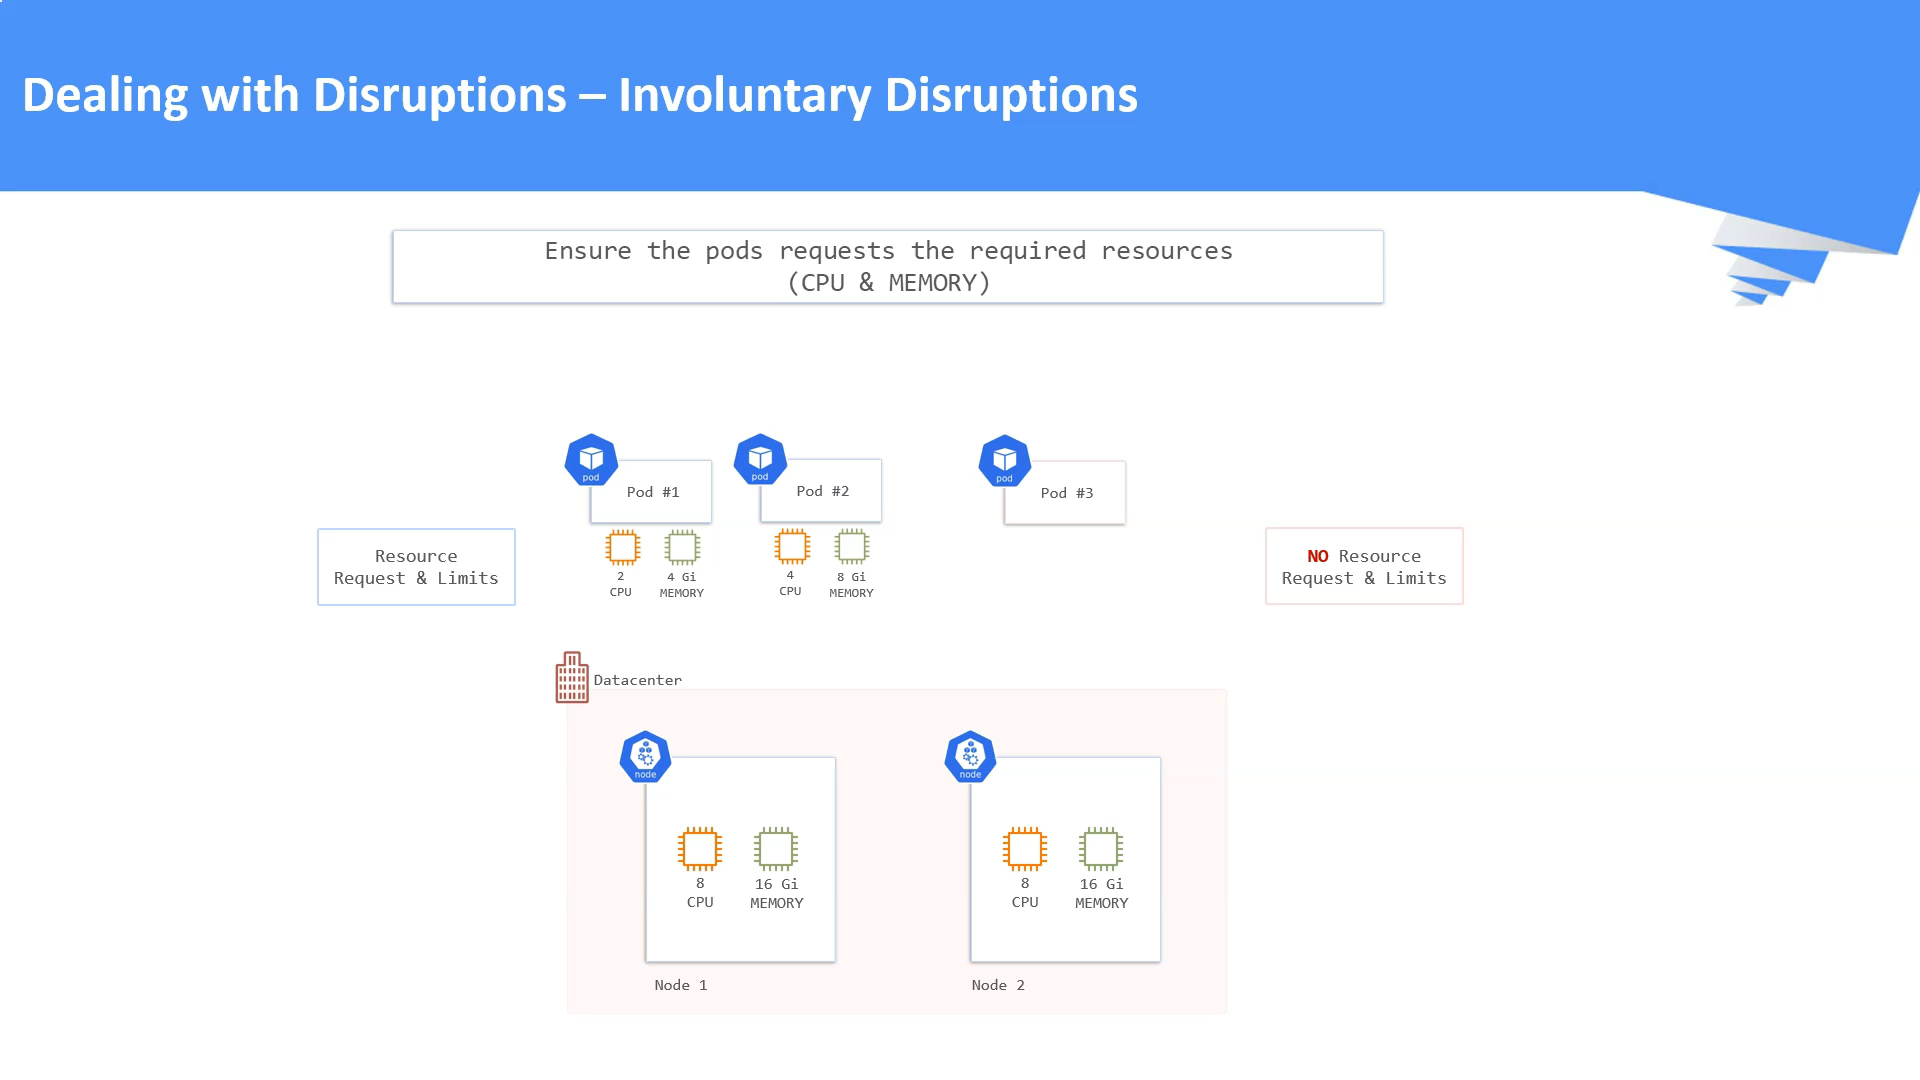 Dealing with Disruptions – Involuntary Disruptions
Ensure the pods requests the required resources
(CPU & MEMORY)
pod
Pod #1
pod
Pod #2
pod
Pod #3
2
CPU
4 Gi
MEMORY
4
CPU
8 Gi
MEMORY
Resource
Request & Limits
NO Resource
Request & Limits
Datacenter
node
8
CPU
16 Gi
MEMORY
Node 1
node
8
CPU
16 Gi
MEMORY
Node 2